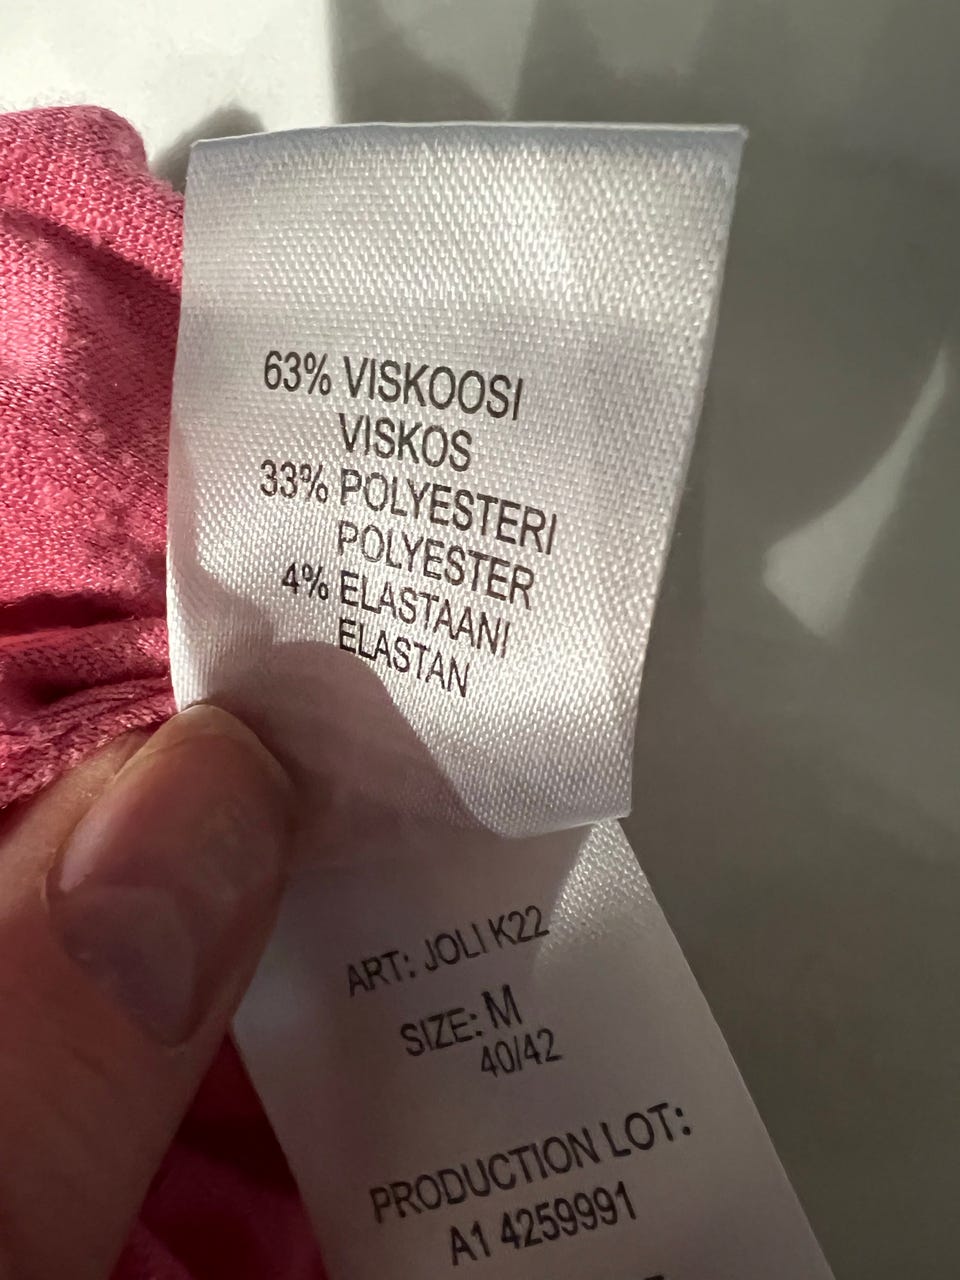 63% VISKOOSI
VISKOS
33% POLYESTERI
POLYESTER
4% ELASTAANI
ELASTAN
ART: JOLI K22
SIZE: M
40/42
PRODUCTION LOT:
A1 4259991